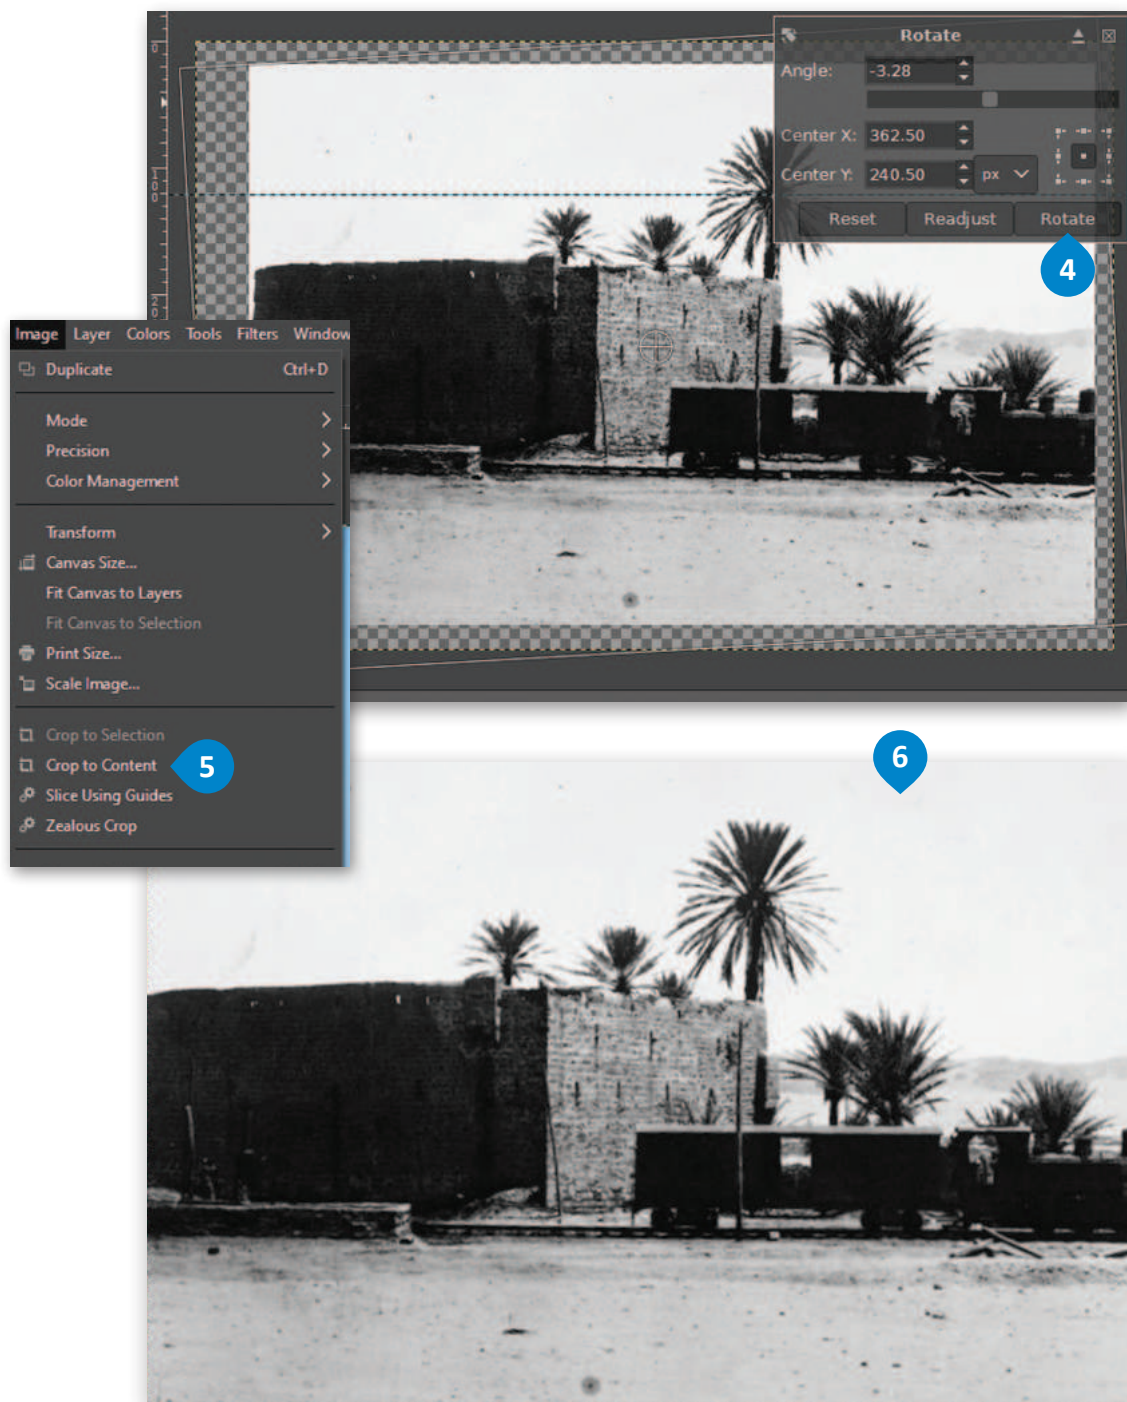 Rotate
Angle: -3.28
Center X: 362.50
Center Y: 240.50 px
Reset Readjust Rotate
4
0
100
Image Layer Colors Tools Filters Window
Duplicate Ctrl+D
Mode
Precision
Color Management
Transform
Canvas Size...
Fit Canvas to Layers
Fit Canvas to Selection
Print Size...
Scale Image...
Crop to Selection
Crop to Content 5
Slice Using Guides
Zealous Crop
6